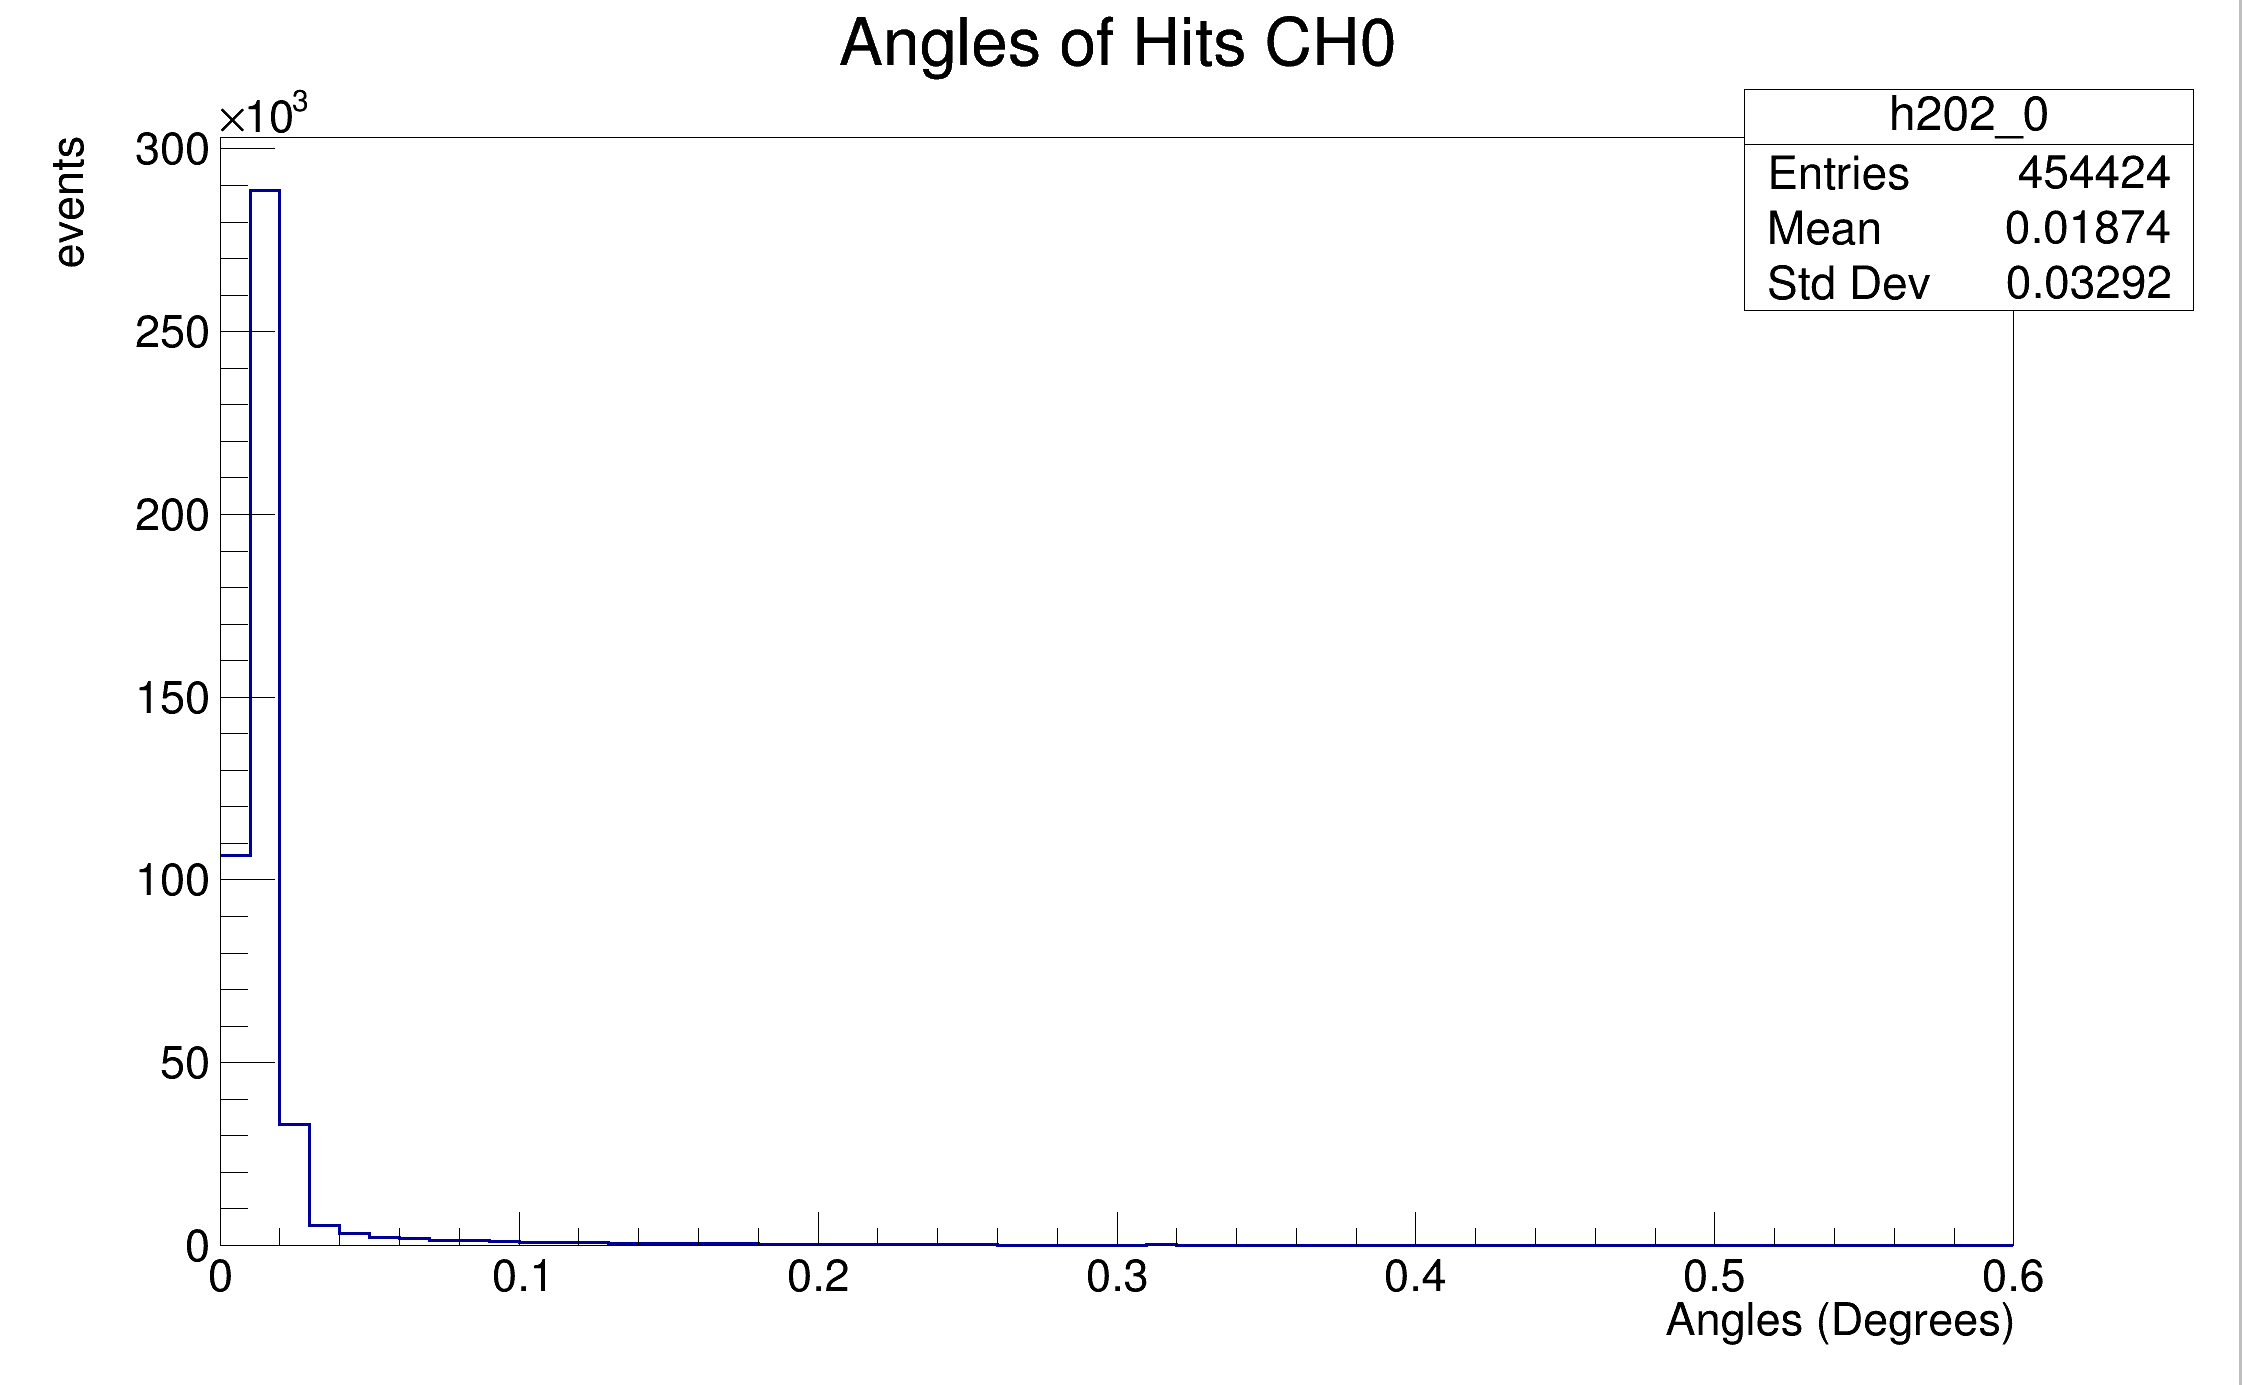 Angles of Hits CH0
×10³
events
h202_0
Entries 454424
Mean 0.01874
Std Dev 0.03292
300
250
200
150
100
50
0
0 0.1 0.2 0.3 0.4 0.5 0.6
Angles (Degrees)